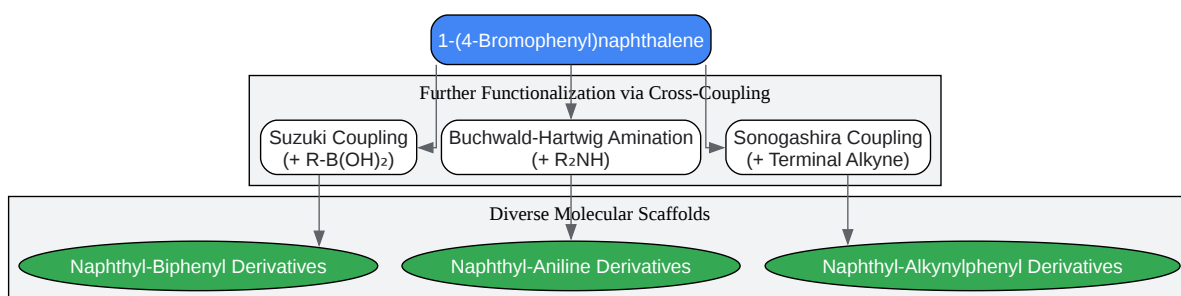 1-(4-Bromophenyl)naphthalene
Further Functionalization via Cross-Coupling
Suzuki Coupling
(+ R-B(OH)₂)
Buchwald-Hartwig Amination
(+ R₂NH)
Sonogashira Coupling
(+ Terminal Alkyne)
Diverse Molecular Scaffolds
Naphthyl-Biphenyl Derivatives
Naphthyl-Aniline Derivatives
Naphthyl-Alkynylphenyl Derivatives